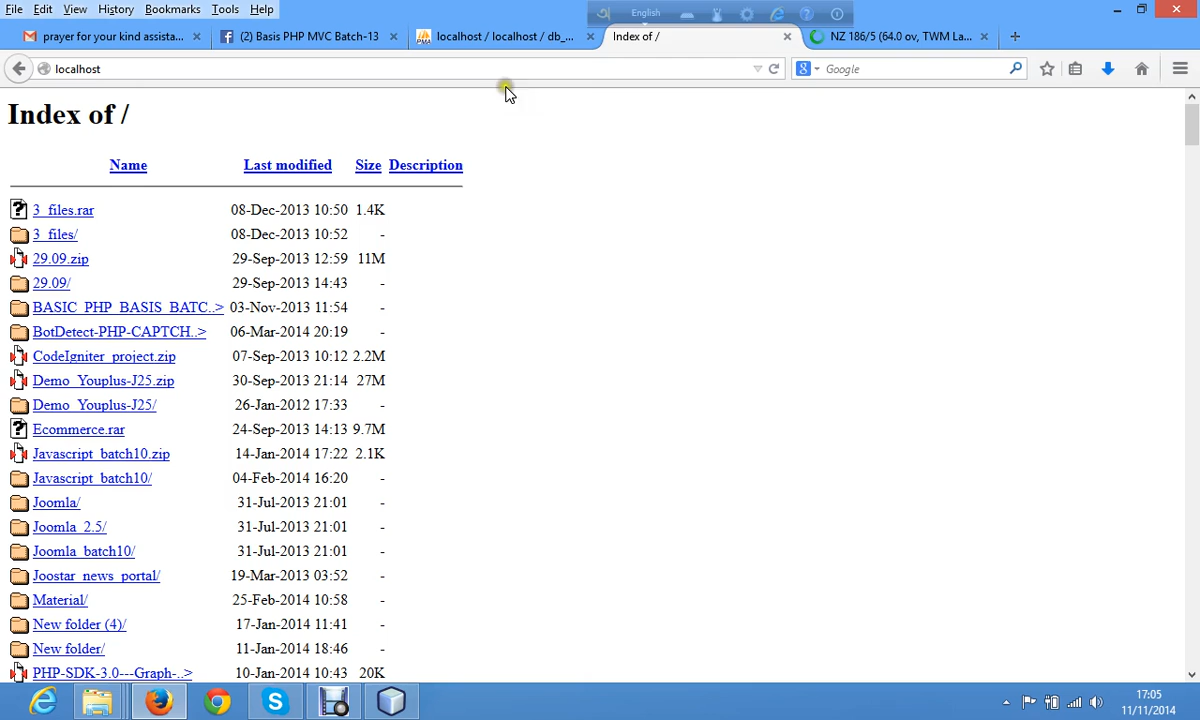 File Edit View History Bookmarks Tools Help
English
prayer for your kind assista...
(2) Basis PHP MVC Batch-13
localhost / localhost / db_...
Index of /
NZ 186/5 (64.0 ov, TWM La...
localhost
Google
Index of /
Name Last modified Size Description
3_files.rar 08-Dec-2013 10:50 1.4K
3_files/ 08-Dec-2013 10:52 -
29.09.zip 29-Sep-2013 12:59 11M
29.09/ 29-Sep-2013 14:43 -
BASIC_PHP_BASIS_BATC..> 03-Nov-2013 11:54 -
BotDetect-PHP-CAPTCH..> 06-Mar-2014 20:19 -
CodeIgniter_project.zip 07-Sep-2013 10:12 2.2M
Demo_Youplus-J25.zip 30-Sep-2013 21:14 27M
Demo_Youplus-J25/ 26-Jan-2012 17:33 -
Ecommerce.rar 24-Sep-2013 14:13 9.7M
Javascript_batch10.zip 14-Jan-2014 17:22 2.1K
Javascript_batch10/ 04-Feb-2014 16:20 -
Joomla/ 31-Jul-2013 21:01 -
Joomla_2.5/ 31-Jul-2013 21:01 -
Joomla_batch10/ 31-Jul-2013 21:01 -
Joostar_news_portal/ 19-Mar-2013 03:52 -
Material/ 25-Feb-2014 10:58 -
New folder (4)/ 17-Jan-2014 11:41 -
New folder/ 11-Jan-2014 18:46 -
PHP-SDK-3.0---Graph-..> 10-Jan-2014 10:43 20K
17:05
11/11/2014